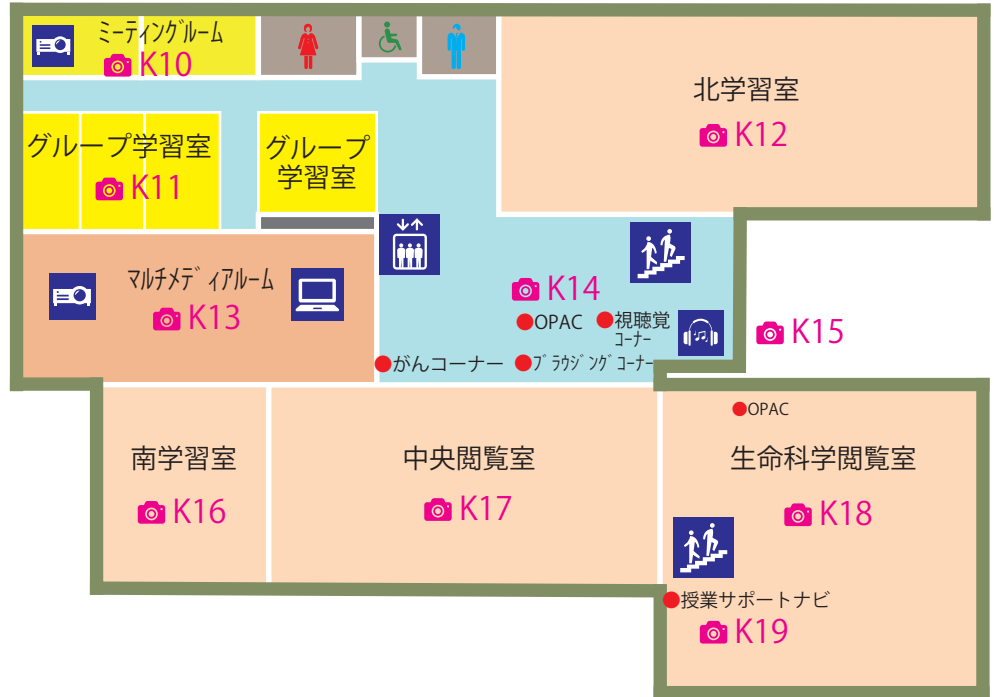 ミーティングルーム
K10
北学習室
K12
グループ学習室
K11
グループ
学習室
マルチメディアルーム
K13
K14
OPAC
視聴覚
コーナー
K15
がんコーナー
ブラウジングコーナー
OPAC
南学習室
K16
中央閲覧室
K17
生命科学閲覧室
K18
授業サポートナビ
K19